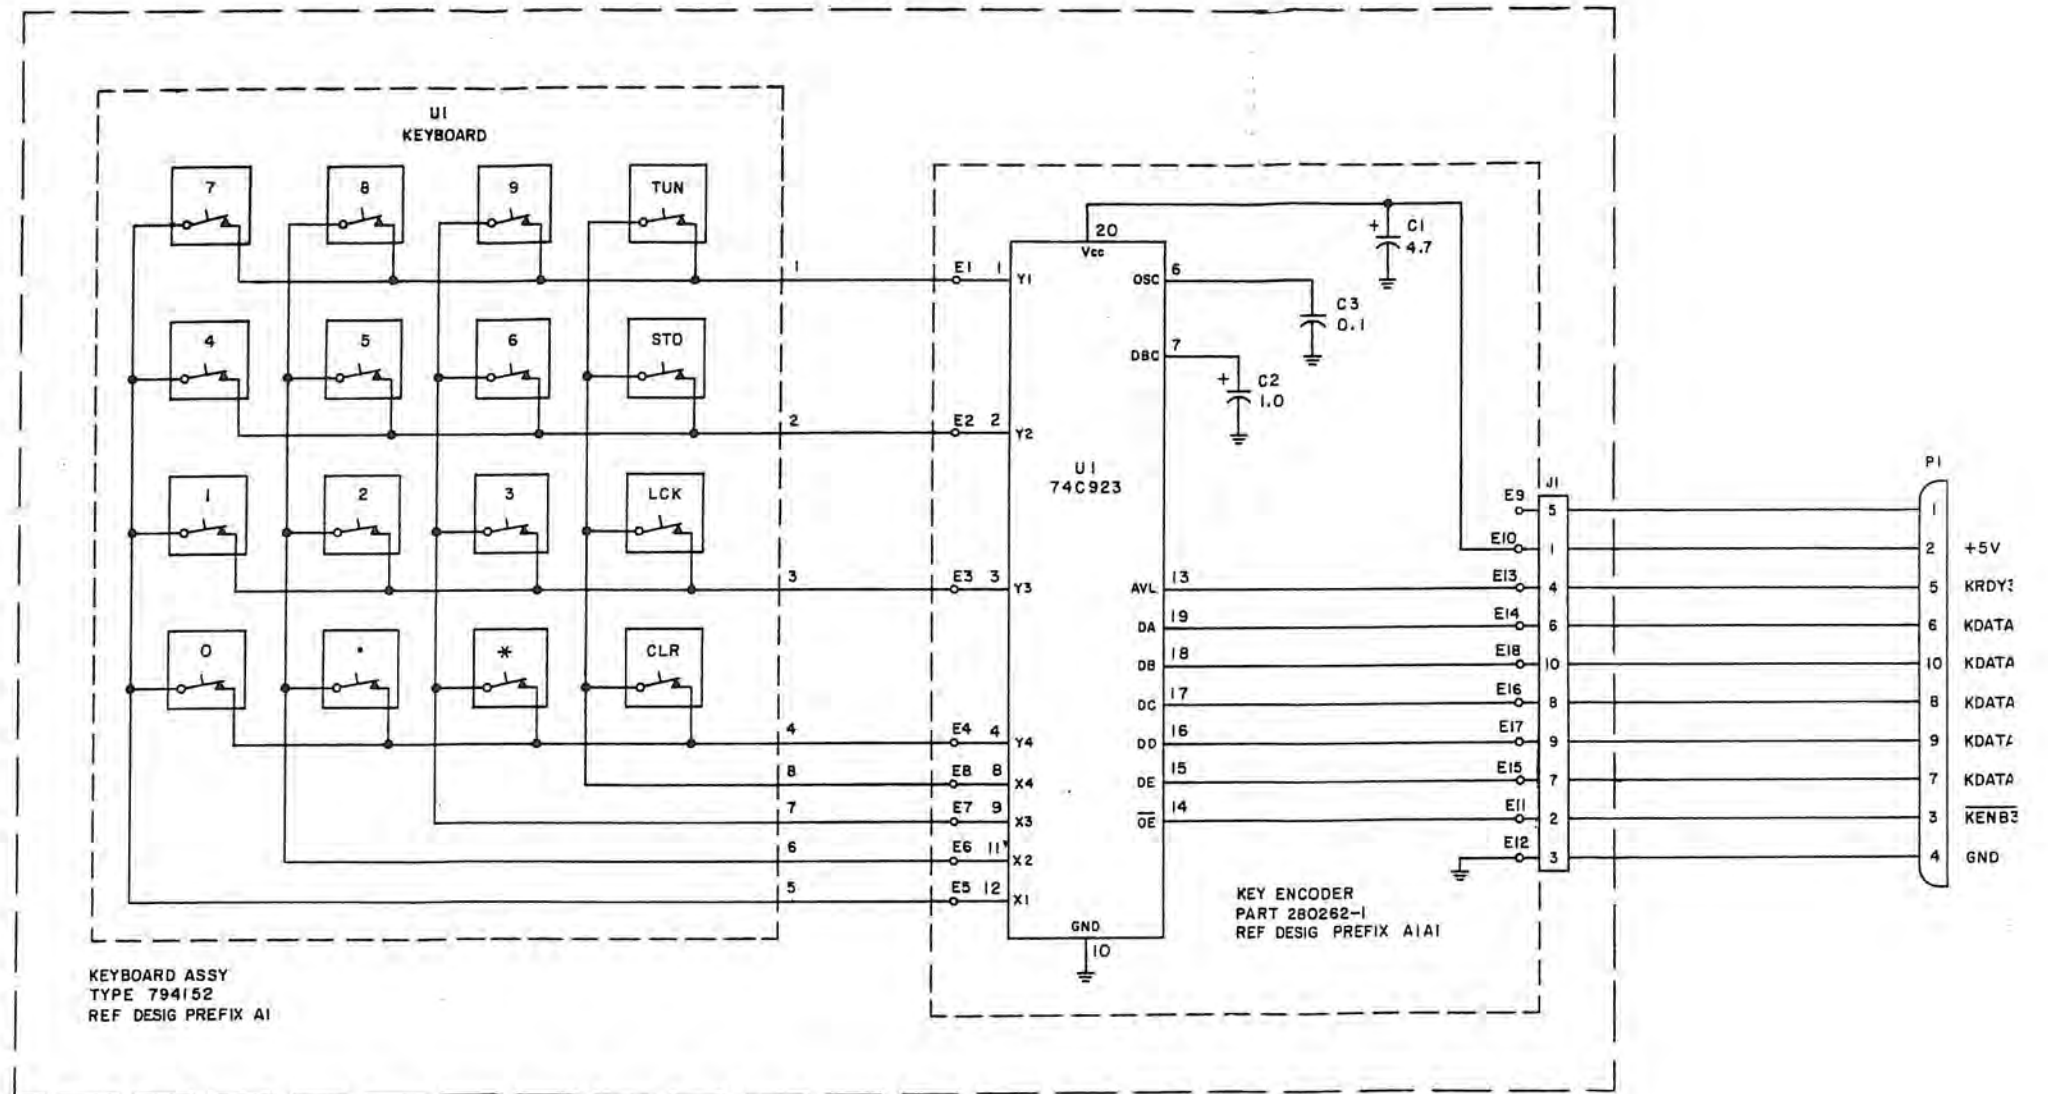 U1
KEYBOARD
7 8 9 TUN
4 5 6 STO
1 2 3 LCK
0 . * CLR
1 E1 1 Y1
2 E2 2 Y2
3 E3 3 Y3
4 E4 4 Y4
8 E8 8 X4
7 E7 9 X3
6 E6 11 X2
5 E5 12 X1
KEYBOARD ASSY
TYPE 794152
REF DESIG PREFIX A1
20
Vcc
+ C1
4.7
OSC 6
C3
0.1
DBC 7
+ C2
1.0
U1
74C923
AVL 13
DA 19
DB 18
DC 17
DD 16
DE 15
OE 14
GND
10
KEY ENCODER
PART 280262-1
REF DESIG PREFIX A1A1
J1
P1
E9 5 1
E10 1 2 +5V
E13 4 5 KRDY3
E14 6 6 KDATA
E18 10 10 KDATA
E16 8 8 KDATA
E17 9 9 KDATA
E15 7 7 KDATA
E11 2 3 KENB3
E12 3 4 GND